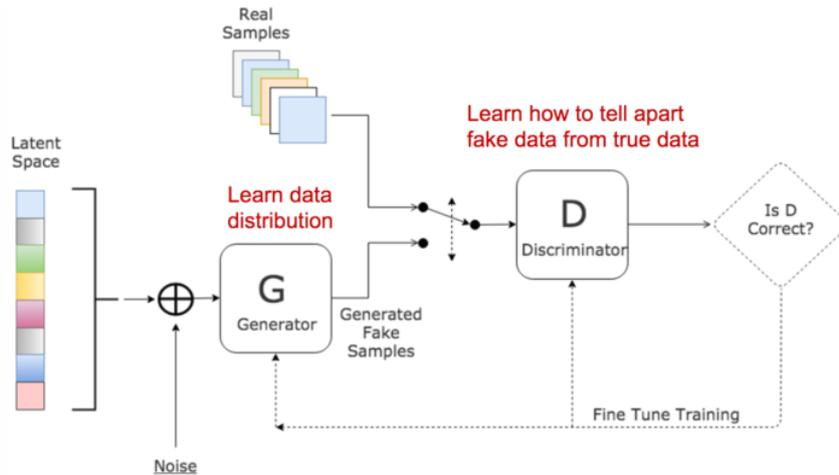 Real
Samples
Learn how to tell apart
fake data from true data
Latent
Space
Learn data
distribution
Is D
Correct?
D
Discriminator
G
Generator
Generated
Fake
Samples
Fine Tune Training
Noise